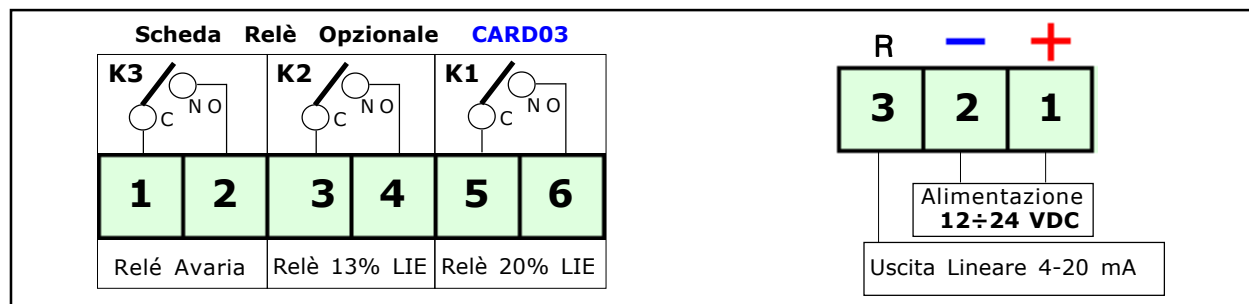 Scheda Relè Opzionale CARD03
K3 C N O
K2 C N O
K1 C N O
1 2 3 4 5 6
Relé Avaria
Relè 13% LIE
Relè 20% LIE
R − +
3 2 1
Alimentazione
12÷24 VDC
Uscita Lineare 4-20 mA